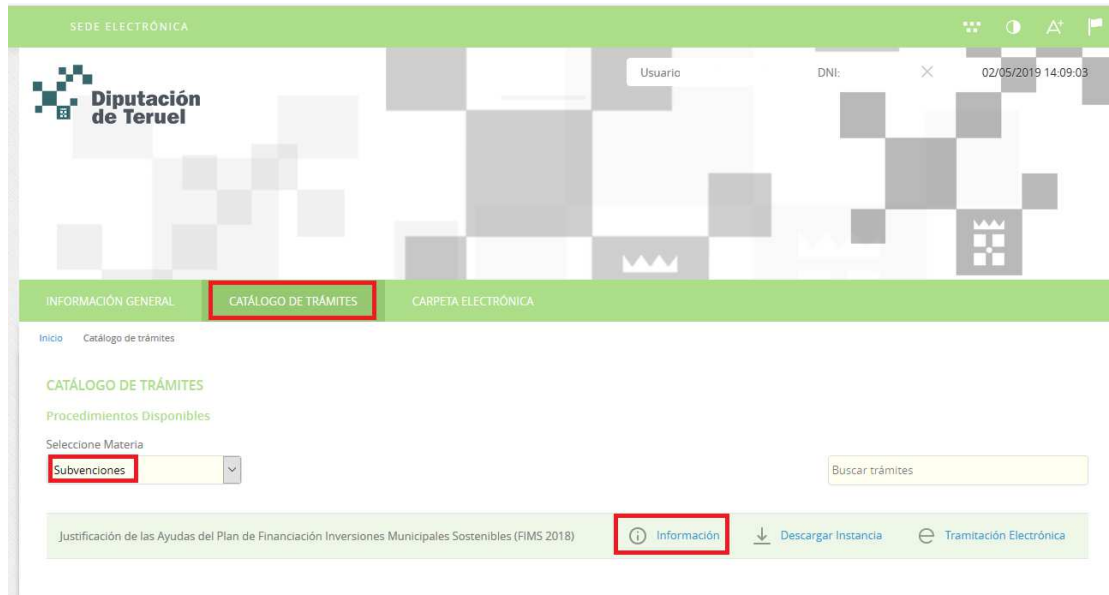 SEDE ELECTRÓNICA
A+
Diputación
de Teruel
Usuario DNI: 02/05/2019 14:09:03
INFORMACIÓN GENERAL CATÁLOGO DE TRÁMITES CARPETA ELECTRÓNICA
Inicio Catálogo de trámites
CATÁLOGO DE TRÁMITES
Procedimientos Disponibles
Seleccione Materia
Subvenciones Buscar trámites
Justificación de las Ayudas del Plan de Financiación Inversiones Municipales Sostenibles (FIMS 2018) Información Descargar Instancia Tramitación Electrónica